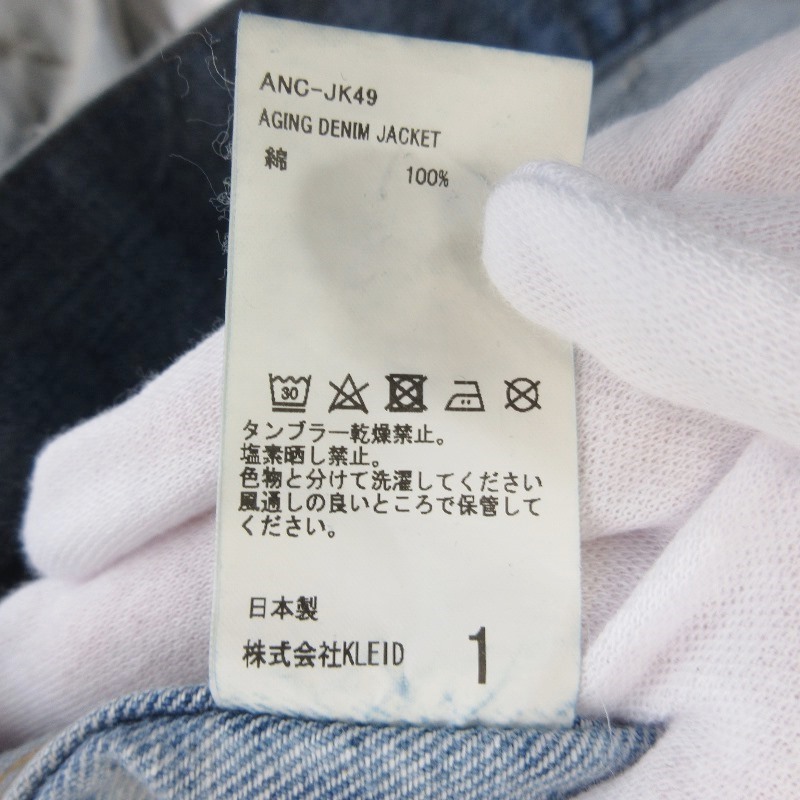 ANC-JK49
AGING DENIM JACKET
綿 100%
30
タンブラー乾燥禁止。
塩素晒し禁止。
色物と分けて洗濯してください
風通しの良いところで保管して
ください。
日本製
株式会社KLEID 1